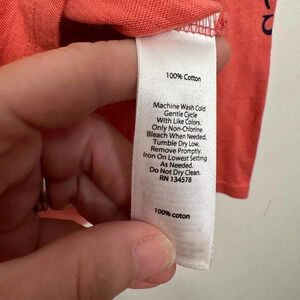 100% Cotton
Machine Wash Cold
Gentle Cycle
With Like Colors.
Only Non-Chlorine
Bleach When Needed.
Tumble Dry Low,
Remove Promptly.
Iron On Lowest Setting
As Needed.
Do Not Dry Clean.
RN 134578
100% coton